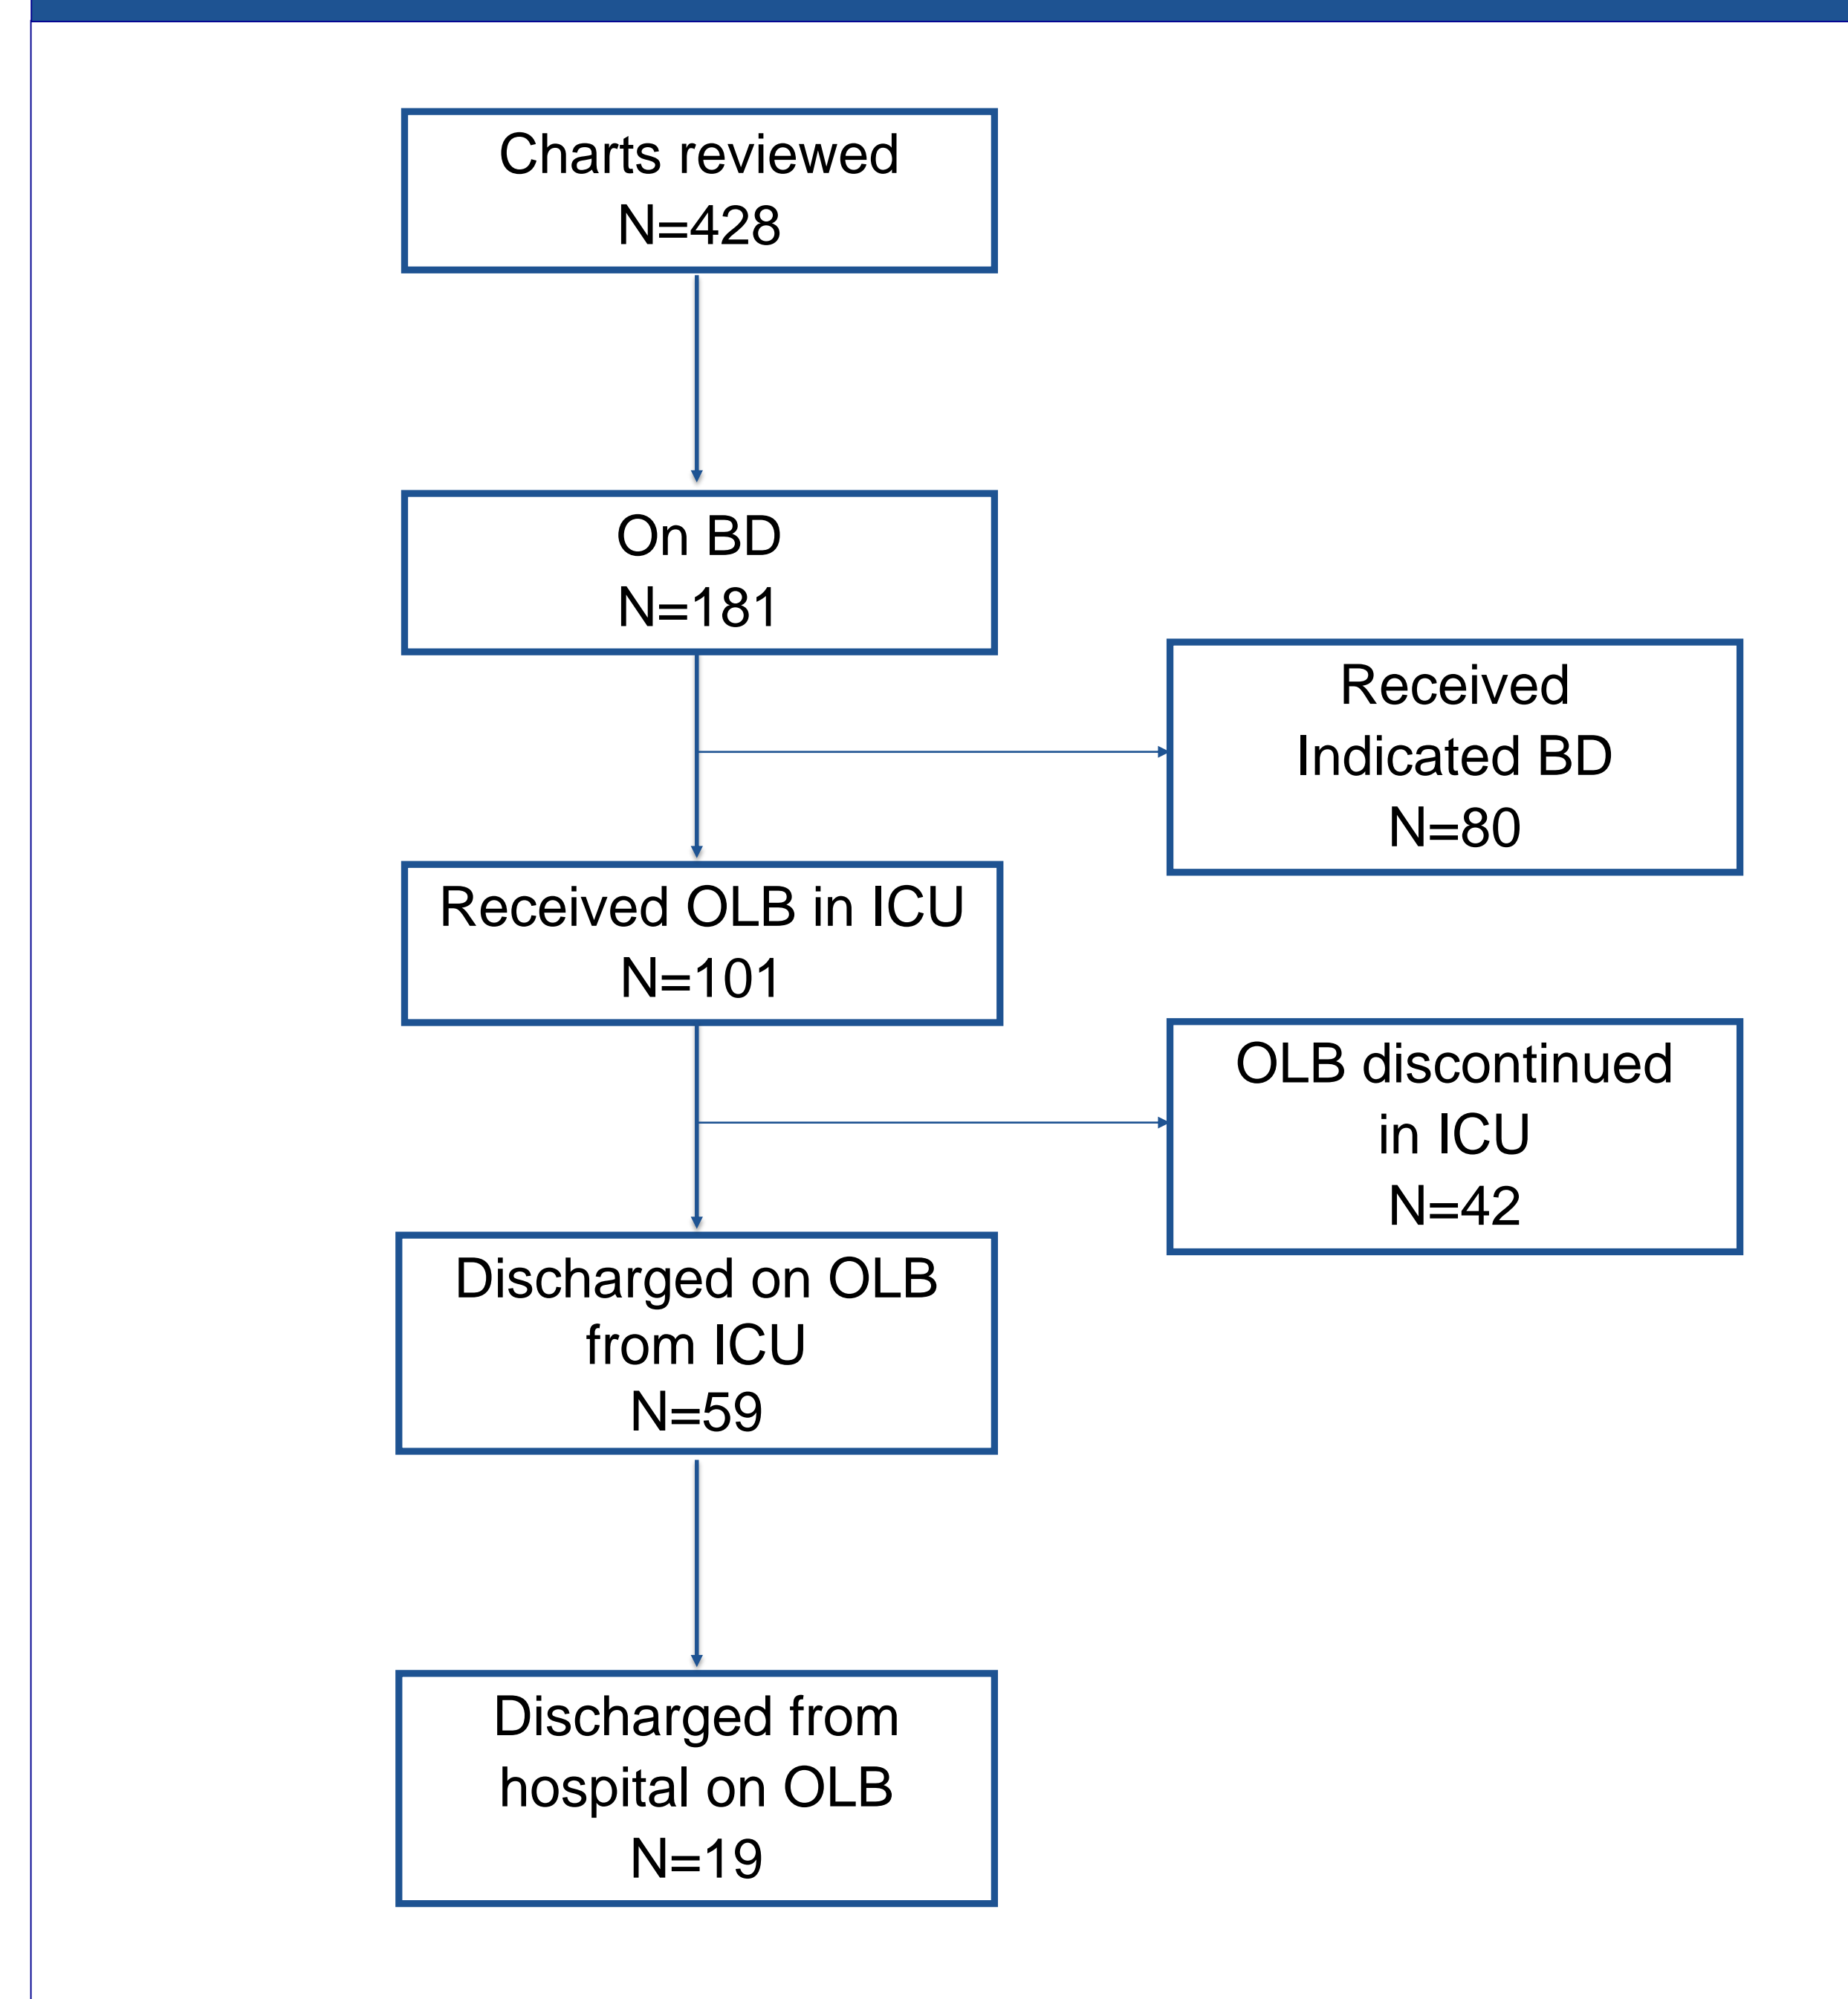 Charts reviewed
N=428
On BD
N=181
Received
Indicated BD
N=80
Received OLB in ICU
N=101
OLB discontinued
in ICU
N=42
Discharged on OLB
from ICU
N=59
Discharged from
hospital on OLB
N=19